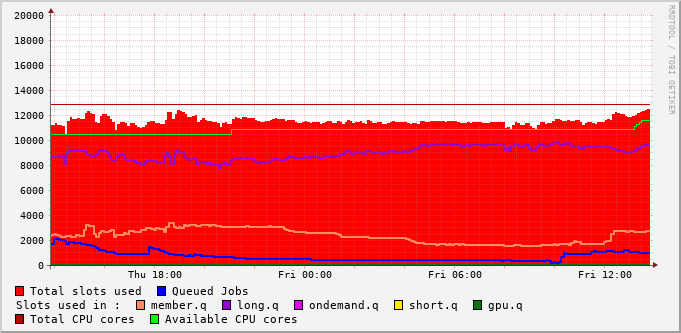 20000
18000
16000
14000
12000
10000
8000
6000
4000
2000
0
Thu 18:00 Fri 00:00 Fri 06:00 Fri 12:00
RRDTOOL / TOBI OETIKER
Total slots used Queued Jobs
Slots used in : member.q long.q ondemand.q short.q gpu.q
Total CPU cores Available CPU cores